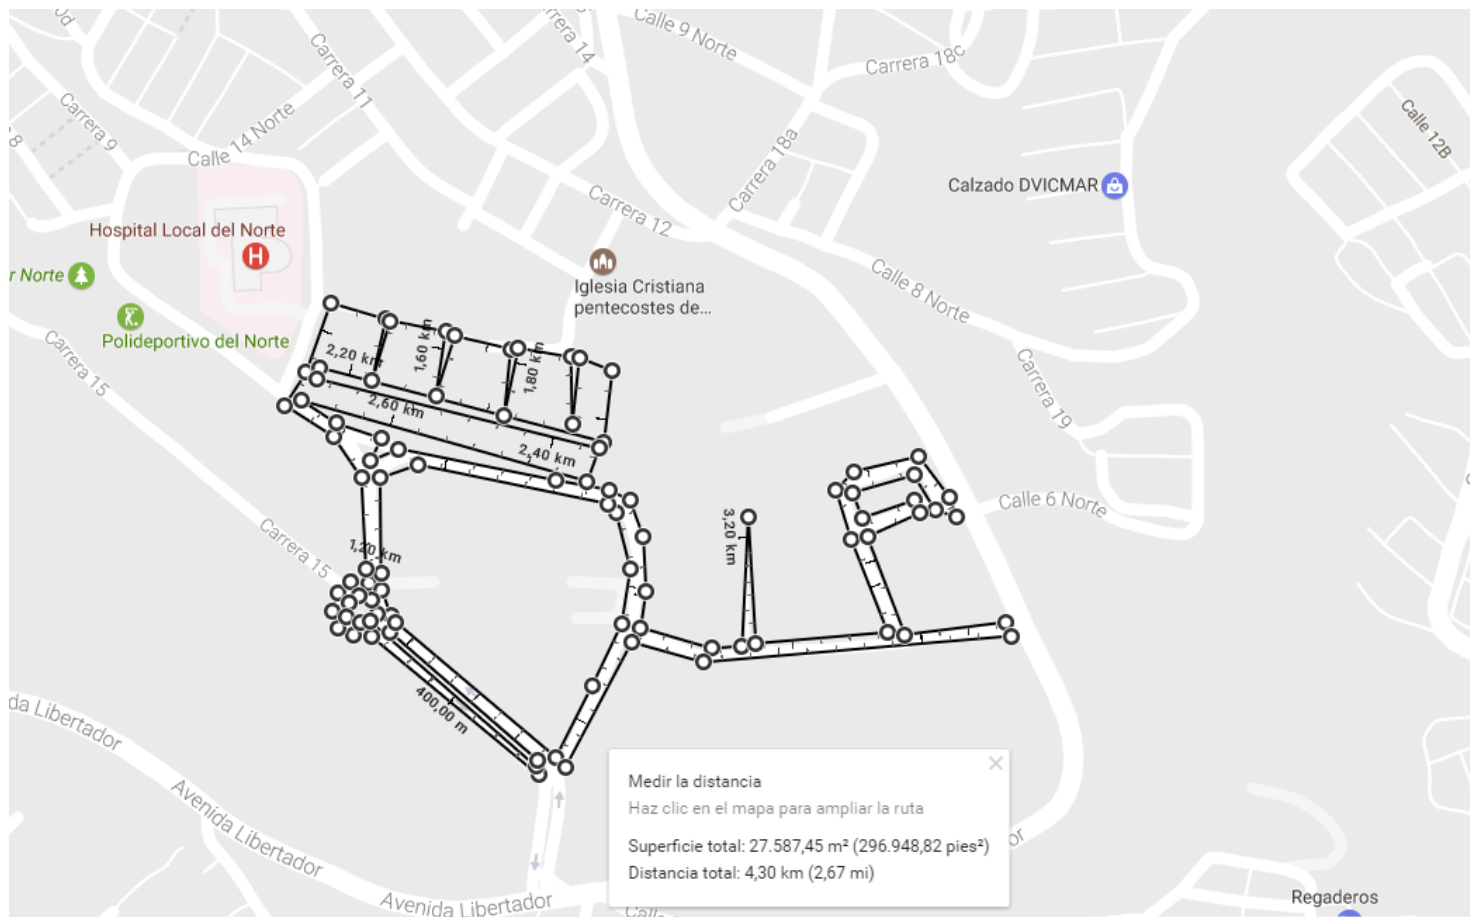 Calle 9 Norte
Carrera 14
Carrera 18c
Carrera 11
Carrera 9
Calle 14 Norte
Calle 12B
Carrera 18a
Calzado DVICMAR
Carrera 12
Hospital Local del Norte
H
r Norte
Iglesia Cristiana
pentecostes de...
Calle 8 Norte
Polideportivo del Norte
Carrera 15
2,20 km
1,60 km
1,80 km
Carrera 19
2,60 km
2,40 km
Calle 6 Norte
3,20 km
Carrera 15
1,20 km
400,00 m
da Libertador
Avenida Libertador
Avenida Libertador
Medir la distancia
Haz clic en el mapa para ampliar la ruta
Superficie total: 27.587,45 m² (296.948,82 pies²)
Distancia total: 4,30 km (2,67 mi)
or
Regaderos